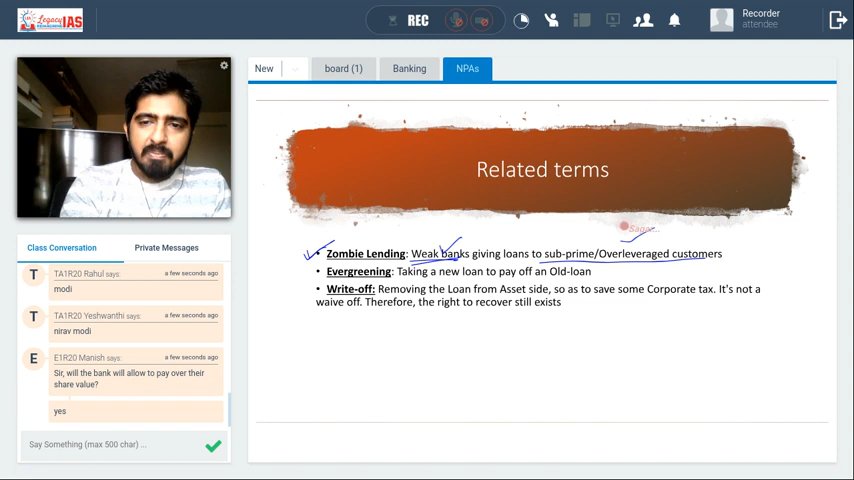 Legacy IAS
REC
Recorder
attendee
New
board (1)
Banking
NPAs
Related terms
• Zombie Lending: Weak banks giving loans to sub-prime/Overleveraged customers
• Evergreening: Taking a new loan to pay off an Old-loan
• Write-off: Removing the Loan from Asset side, so as to save some Corporate tax. It's not a
waive off. Therefore, the right to recover still exists
Class Conversation
Private Messages
T
TA1R20 Rahul says:
a few seconds ago
modi
T
TA1R20 Yeshwanthi says:
a few seconds ago
nirav modi
E
E1R20 Manish says:
a few seconds ago
Sir, will the bank will allow to pay over their
share value?
yes
Say Something (max 500 char) ...